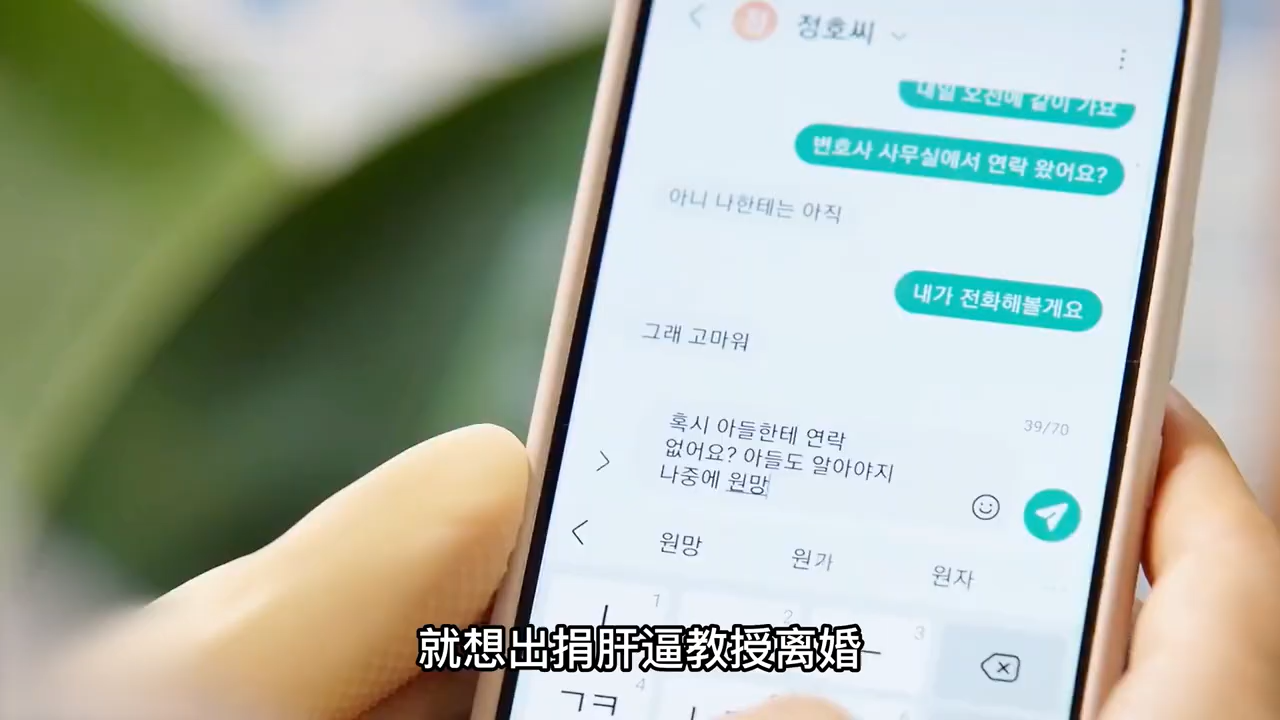 정호씨
내일 오전에 같이 가요
변호사 사무실에서 연락 왔어요?
아니 나한테는 아직
내가 전화해볼게요
그래 고마워
39/70
혹시 아들한테 연락
없어요? 아들도 알아야지
나중에 원망
원망 원가 원자
1 2 3
ㅣ ㅡ
4
ㄱㅋ
就想出捐肝逼教授离婚